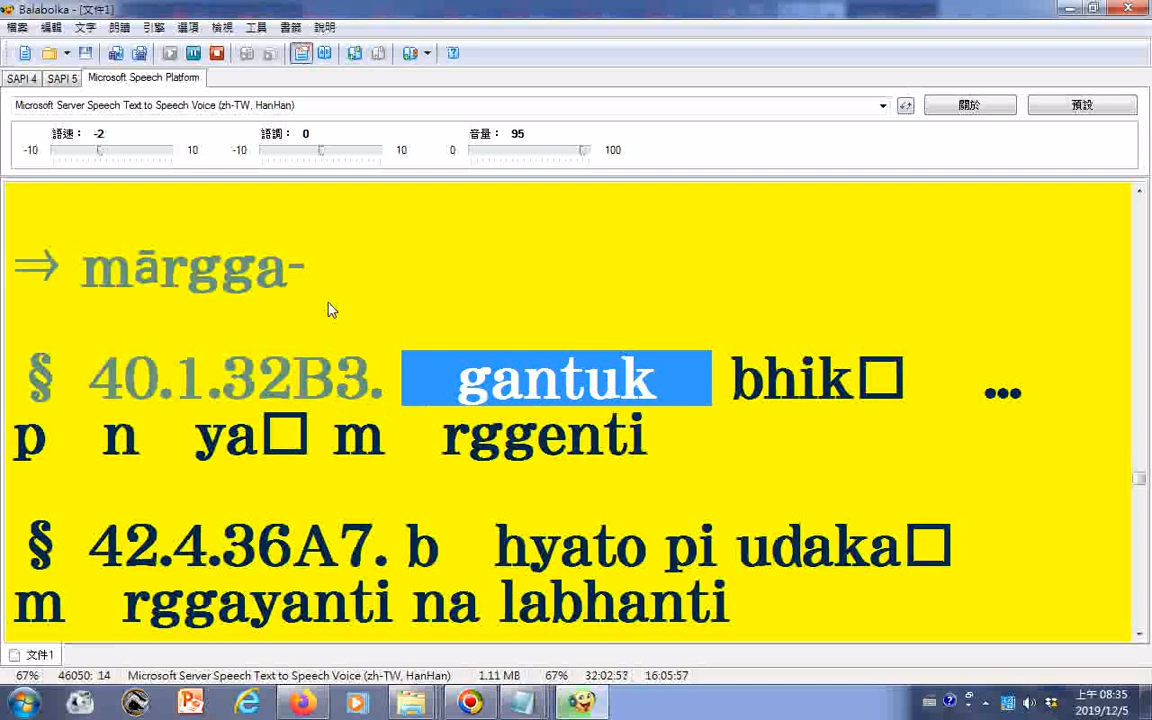 Balabolka - [文件1]
檔案 編輯 文字 朗讀 引擎 選項 檢視 工具 書籤 說明
SAPI 4 SAPI 5 Microsoft Speech Platform
Microsoft Server Speech Text to Speech Voice (zh-TW, HanHan) 關於 預設
語速： -2 語調： 0 音量： 95
-10 10 -10 10 0 100
⇒ mārgga-
§ 40.1.32B3. gantuk bhik□ ...
p n ya□ m rggenti
§ 42.4.36A7. b hyato pi udaka□
m rggayanti na labhanti
文件1
67% 46050: 14 Microsoft Server Speech Text to Speech Voice (zh-TW, HanHan) 1.11 MB 67% 32:02:53 16:05:57
上午 08:35
2019/12/5